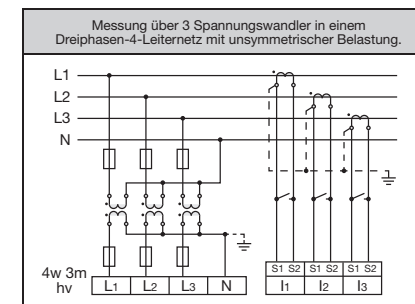 Messung über 3 Spannungswandler in einem
Dreiphasen-4-Leiternetz mit unsymmetrischer Belastung.
L1
L2
L3
N
4w 3m
hv
L1 L2 L3 N
S1 S2 S1 S2 S1 S2
I1 I2 I3